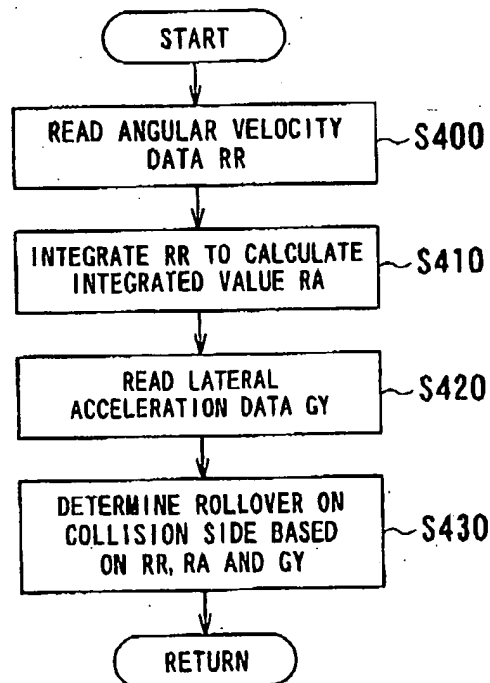 START
READ ANGULAR VELOCITY
DATA RR
S400
INTEGRATE RR TO CALCULATE
INTEGRATED VALUE RA
S410
READ LATERAL
ACCELERATION DATA GY
S420
DETERMINE ROLLOVER ON
COLLISION SIDE BASED
ON RR, RA AND GY
S430
RETURN